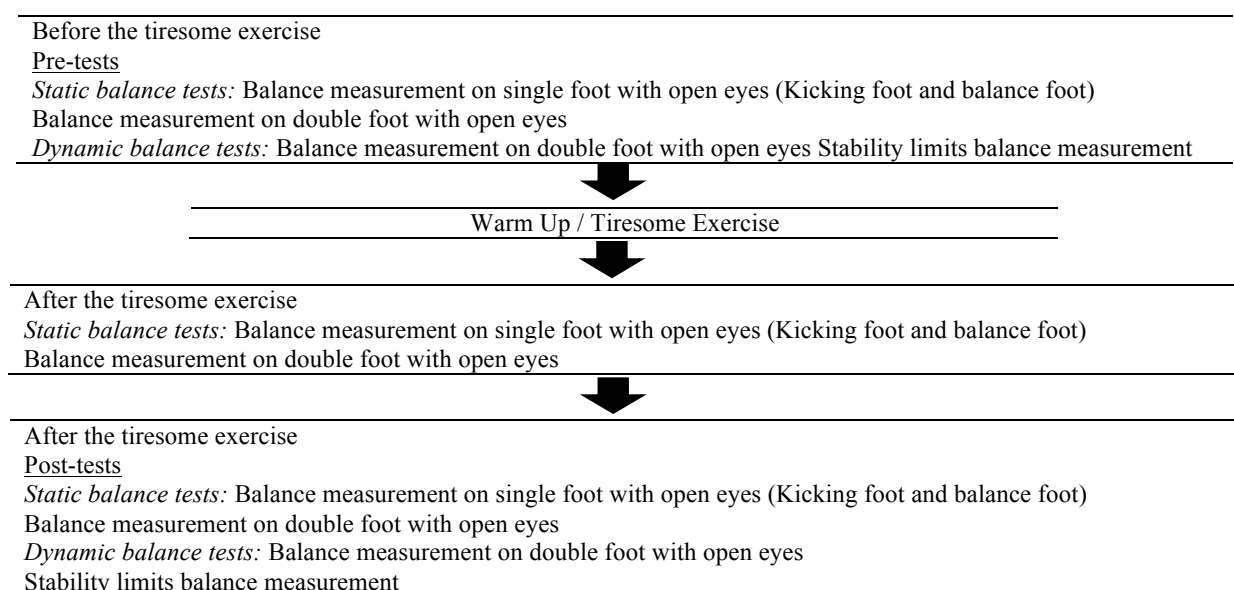 Before the tiresome exercise
Pre-tests
Static balance tests: Balance measurement on single foot with open eyes (Kicking foot and balance foot)
Balance measurement on double foot with open eyes
Dynamic balance tests: Balance measurement on double foot with open eyes Stability limits balance measurement
Warm Up / Tiresome Exercise
After the tiresome exercise
Static balance tests: Balance measurement on single foot with open eyes (Kicking foot and balance foot)
Balance measurement on double foot with open eyes
After the tiresome exercise
Post-tests
Static balance tests: Balance measurement on single foot with open eyes (Kicking foot and balance foot)
Balance measurement on double foot with open eyes
Dynamic balance tests: Balance measurement on double foot with open eyes
Stability limits balance measurement